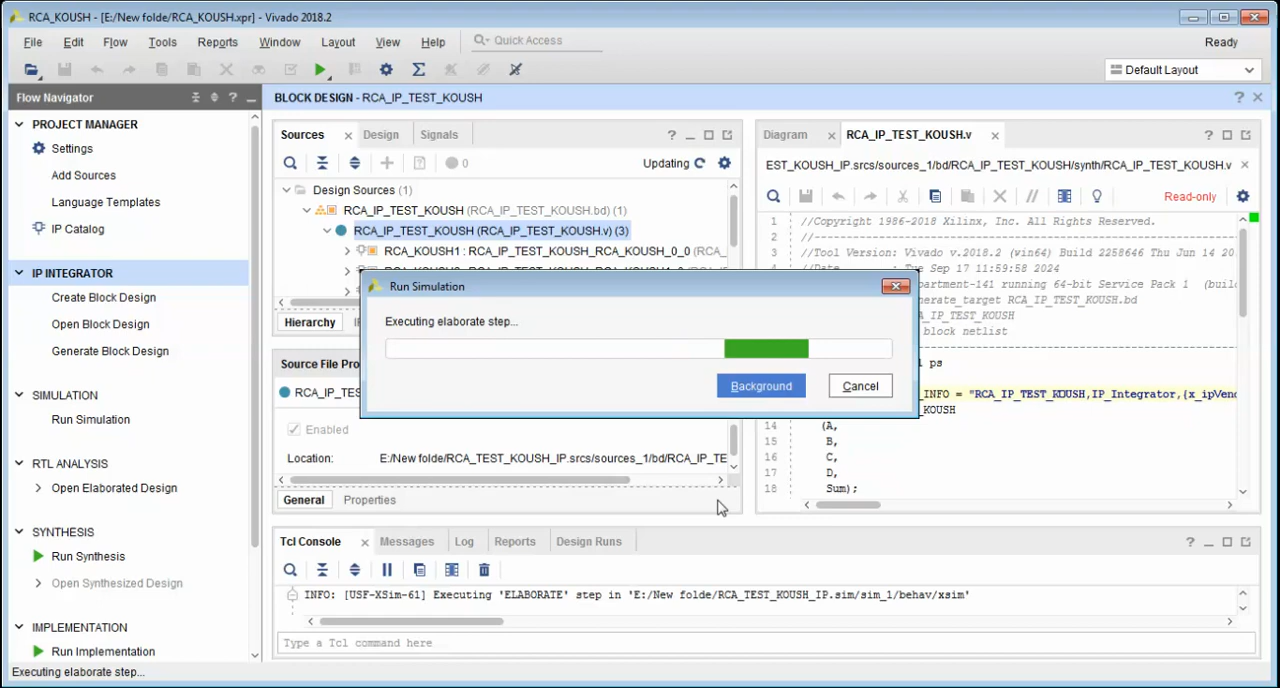 RCA_KOUSH - [E:/New folde/RCA_KOUSH.xpr] - Vivado 2018.2
File Edit Flow Tools Reports Window Layout View Help Quick Access Ready
Default Layout
Flow Navigator
BLOCK DESIGN - RCA_IP_TEST_KOUSH
PROJECT MANAGER
Settings
Add Sources
Language Templates
IP Catalog
IP INTEGRATOR
Create Block Design
Open Block Design
Generate Block Design
SIMULATION
Run Simulation
RTL ANALYSIS
Open Elaborated Design
SYNTHESIS
Run Synthesis
Open Synthesized Design
IMPLEMENTATION
Run Implementation
Sources Design Signals
0 Updating
Design Sources (1)
RCA_IP_TEST_KOUSH (RCA_IP_TEST_KOUSH.bd) (1)
RCA_IP_TEST_KOUSH (RCA_IP_TEST_KOUSH.v) (3)
RCA_KOUSH1 : RCA_IP_TEST_KOUSH_RCA_KOUSH_0_0 (RCA_
Hierarchy
Source File Pro
RCA_IP_TES
Enabled
Location: E:/New folde/RCA_TEST_KOUSH_IP.srcs/sources_1/bd/RCA_IP_TE
General Properties
Diagram RCA_IP_TEST_KOUSH.v
EST_KOUSH_IP.srcs/sources_1/bd/RCA_IP_TEST_KOUSH/synth/RCA_IP_TEST_KOUSH.v
Read-only
1 //Copyright 1986-2018 Xilinx, Inc. All Rights Reserved.
2 //--------------------------------------------------------
3 //Tool Version: Vivado v.2018.2 (win64) Build 2258646 Thu Jun 14 20
4 //Date : Tue Sep 17 11:59:58 2024
partment-141 running 64-bit Service Pack 1 (buil
nerate_target RCA_IP_TEST_KOUSH.bd
A_IP_TEST_KOUSH
block netlist
1 ps
_INFO = "RCA_IP_TEST_KOUSH,IP_Integrator,{x_ipVend
KOUSH
14 (A,
15 B,
16 C,
17 D,
18 Sum);
Run Simulation
Executing elaborate step...
Background Cancel
Tcl Console Messages Log Reports Design Runs
INFO: [USF-XSim-61] Executing 'ELABORATE' step in 'E:/New folde/RCA_TEST_KOUSH_IP.sim/sim_1/behav/xsim'
Type a Tcl command here
Executing elaborate step...